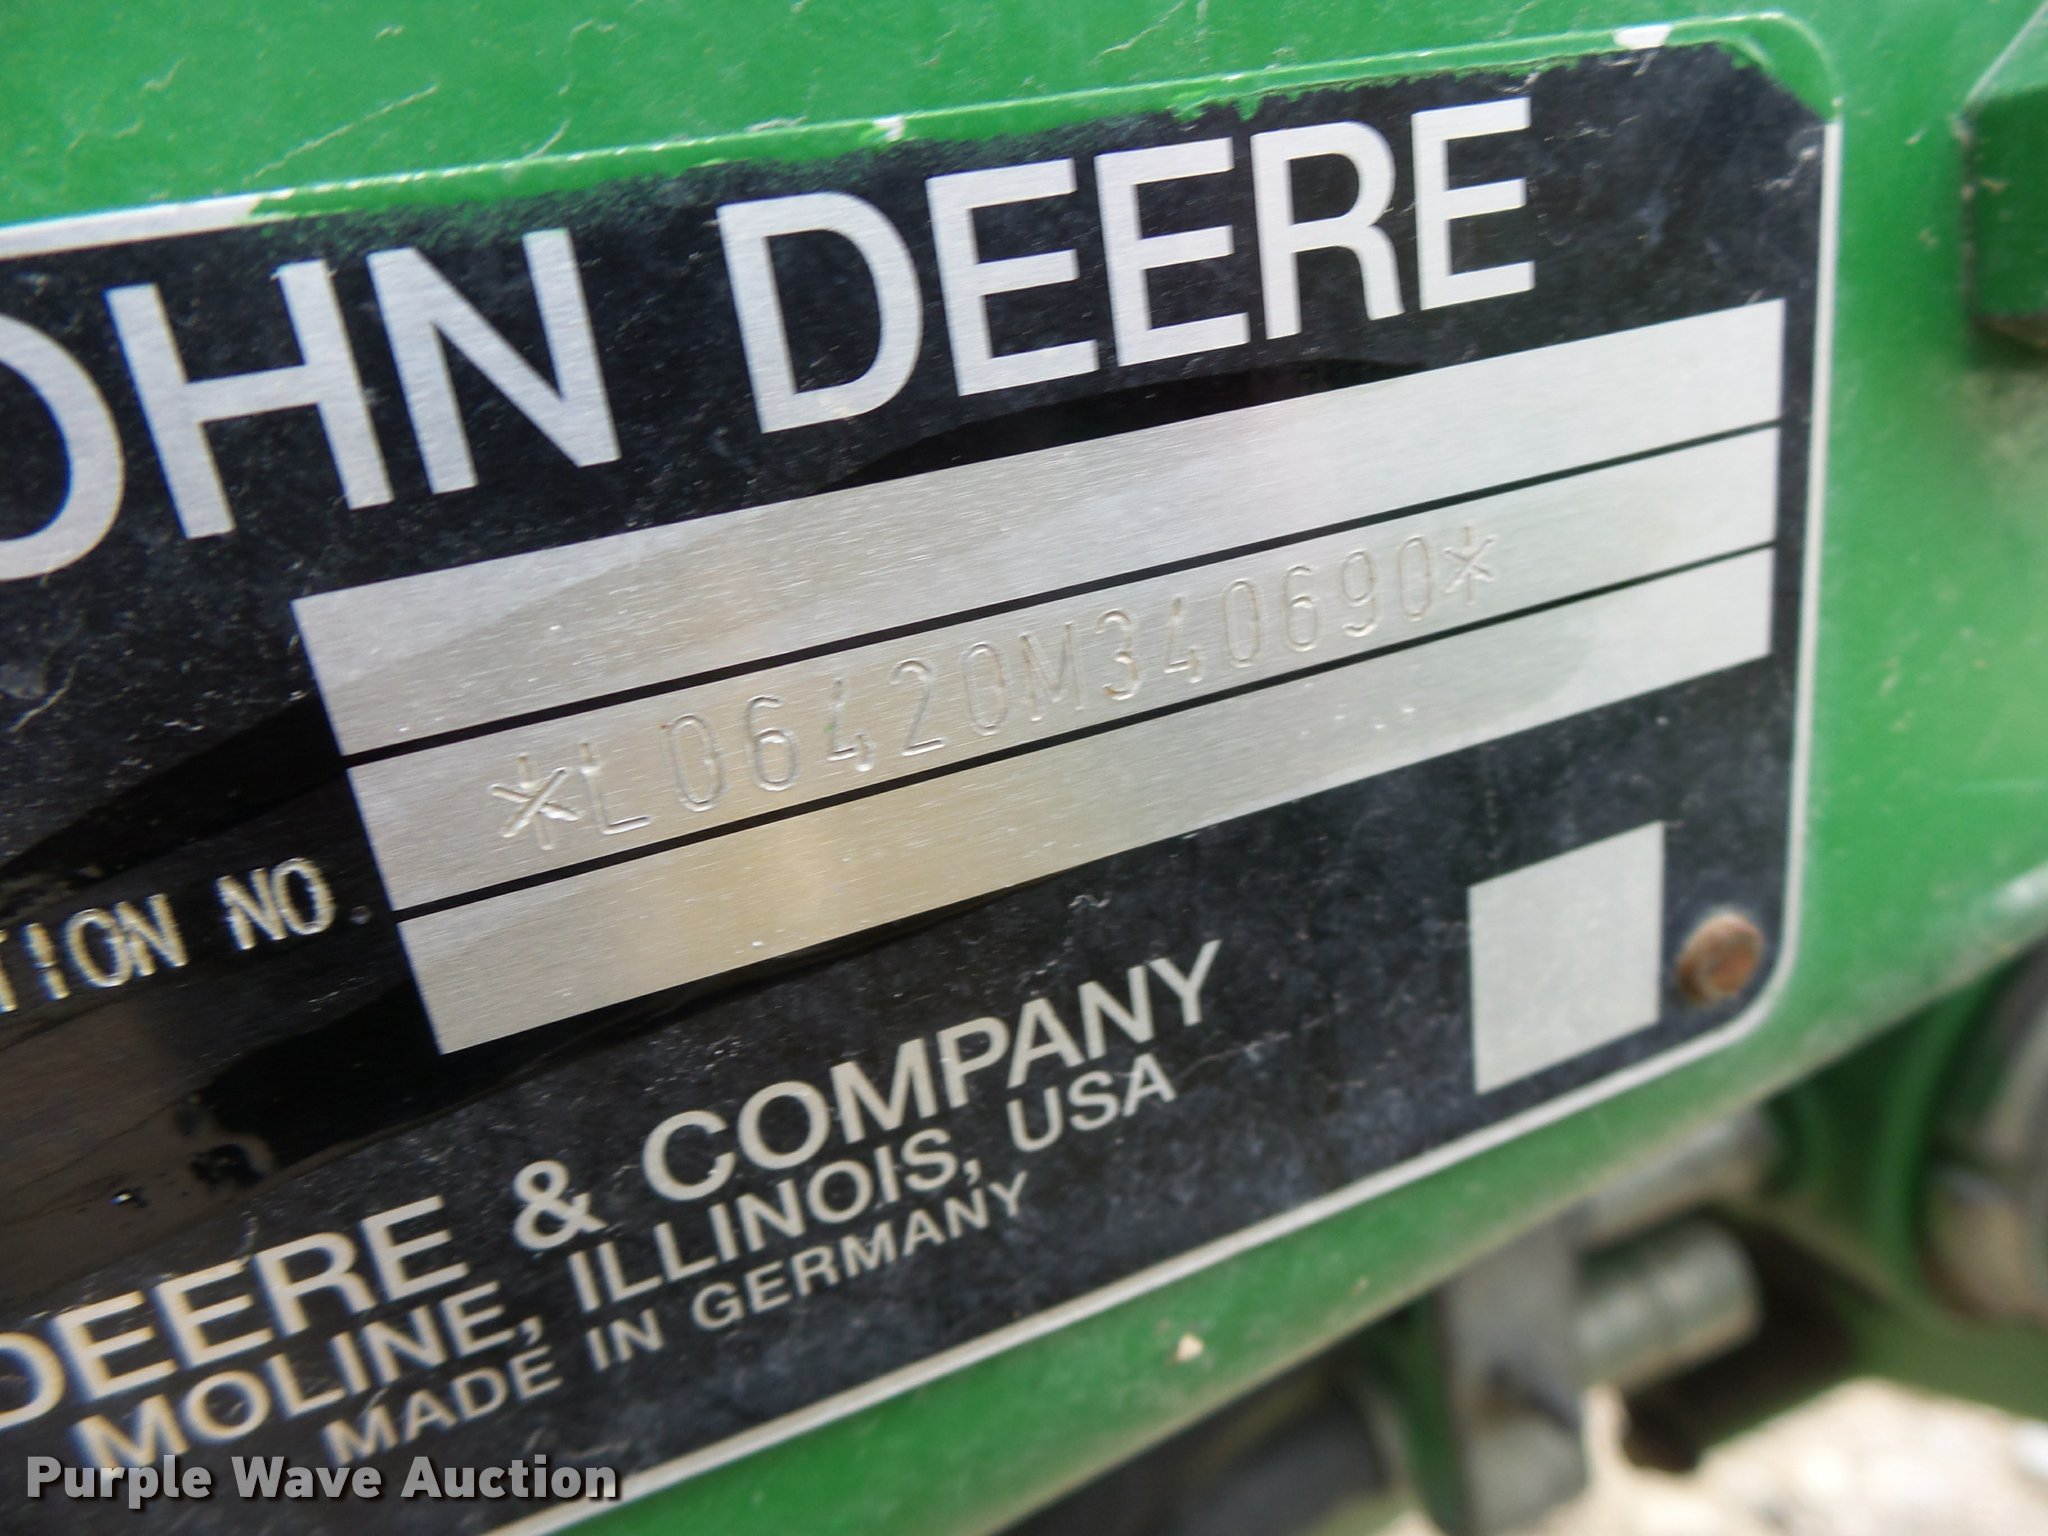 OHN DEERE
*L06420M340690*
TION NO.
DEERE & COMPANY
MOLINE, ILLINOIS, USA
MADE IN GERMANY
Purple Wave Auction